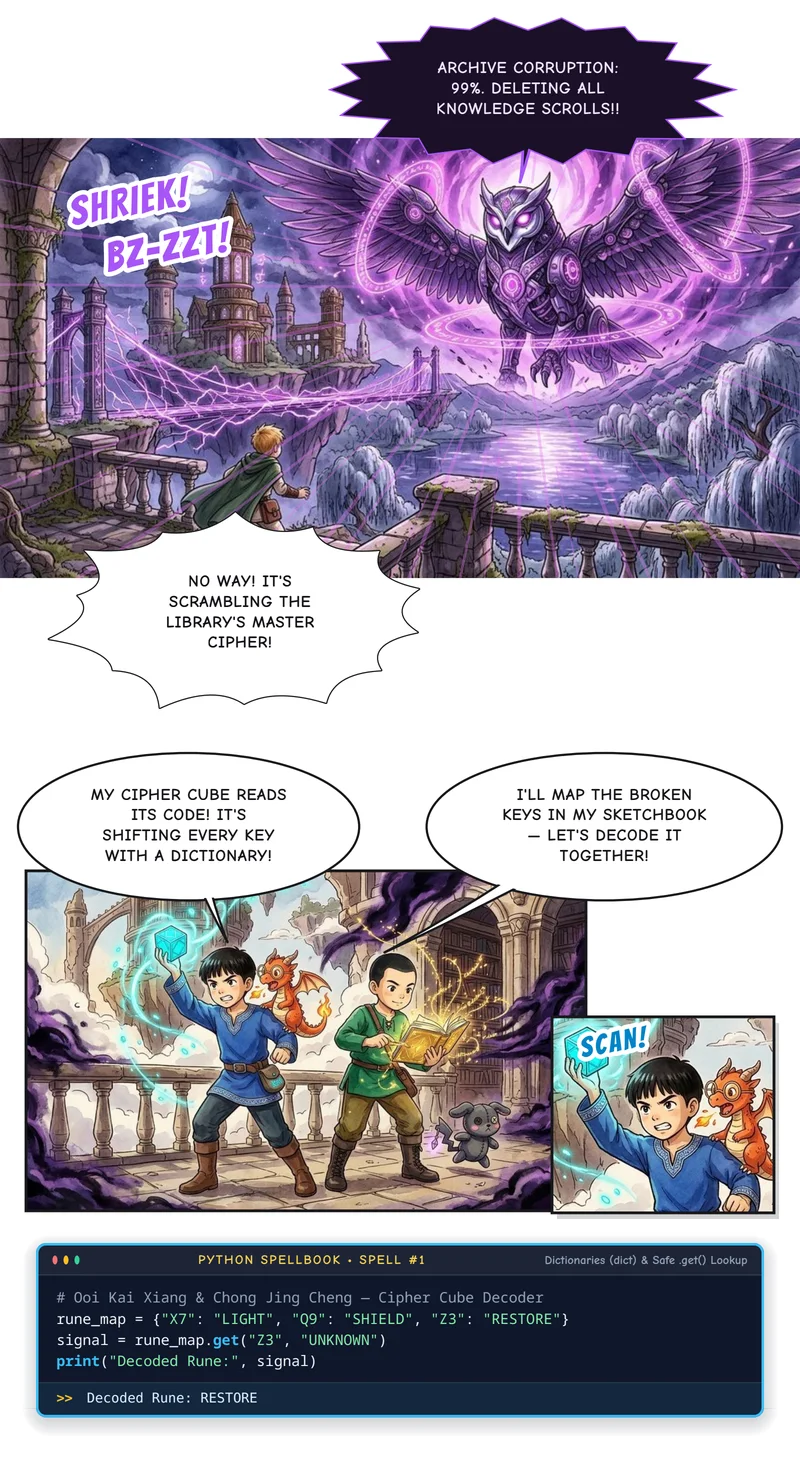 ARCHIVE CORRUPTION:
99%. DELETING ALL
KNOWLEDGE SCROLLS!!
SHRIEK!
BZ-ZZT!
NO WAY! IT'S
SCRAMBLING THE
LIBRARY'S MASTER
CIPHER!
MY CIPHER CUBE READS
ITS CODE! IT'S
SHIFTING EVERY KEY
WITH A DICTIONARY!
I'LL MAP THE BROKEN
KEYS IN MY SKETCHBOOK
— LET'S DECODE IT
TOGETHER!
SCAN!
PYTHON SPELLBOOK • SPELL #1
Dictionaries (dict) & Safe .get() Lookup
# Ooi Kai Xiang & Chong Jing Cheng — Cipher Cube Decoder
rune_map = {"X7": "LIGHT", "Q9": "SHIELD", "Z3": "RESTORE"}
signal = rune_map.get("Z3", "UNKNOWN")
print("Decoded Rune:", signal)
>> Decoded Rune: RESTORE